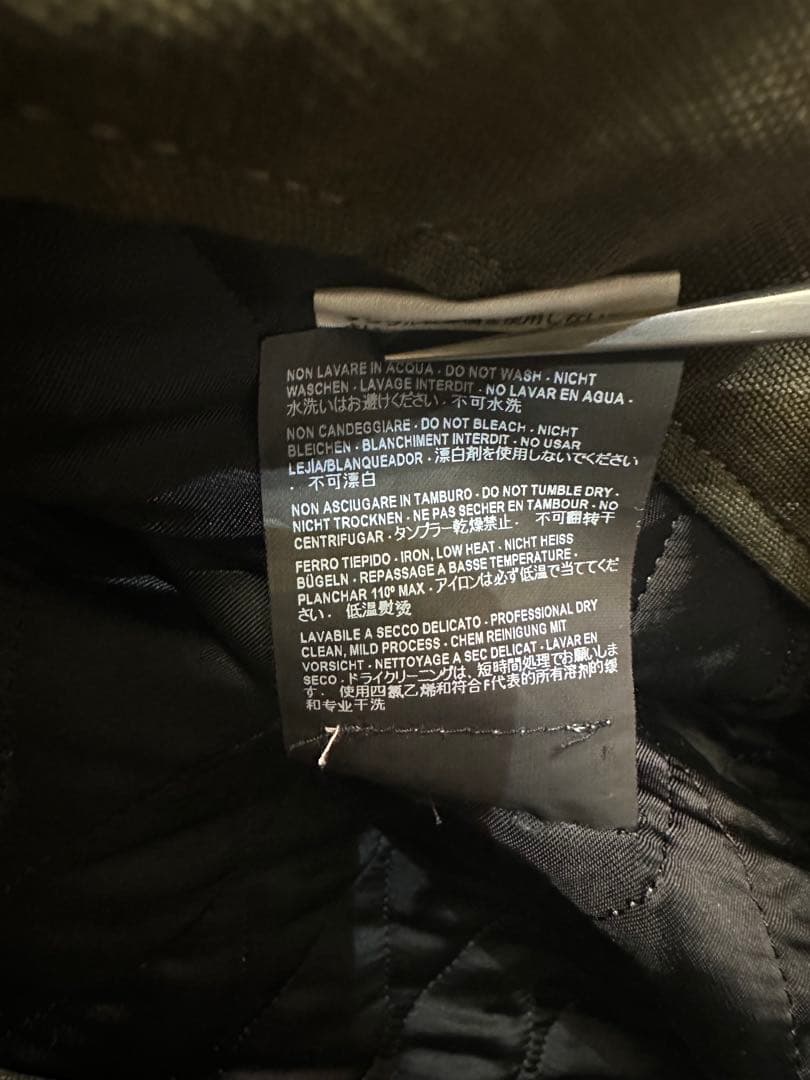 を使用しない
NON LAVARE IN ACQUA - DO NOT WASH - NICHT
WASCHEN - LAVAGE INTERDIT - NO LAVAR EN AGUA -
水洗いはお避けください. 不可水洗
NON CANDEGGIARE - DO NOT BLEACH - NICHT
BLEICHEN - BLANCHIMENT INTERDIT - NO USAR
LEJÍA/BLANQUEADOR - 漂白剤を使用しないでください
. 不可漂白
NON ASCIUGARE IN TAMBURO - DO NOT TUMBLE DRY -
NICHT TROCKNEN - NE PAS SECHER EN TAMBOUR - NO
CENTRIFUGAR - タンブラー乾燥禁止. 不可翻转干
FERRO TIEPIDO - IRON, LOW HEAT - NICHT HEISS
BÜGELN - REPASSAGE A BASSE TEMPERATURE -
PLANCHAR 110º MAX - アイロンは必ず低温で当ててくだ
さい. 低温熨烫
LAVABILE A SECCO DELICATO - PROFESSIONAL DRY
CLEAN, MILD PROCESS - CHEM REINIGUNG MIT
VORSICHT - NETTOYAGE A SEC DELICAT - LAVAR EN
SECO - ドライクリーニングは、短時間処理でお願いしま
す. 使用四氯乙烯和符合F代表的所有溶剂的缓
和专业干洗